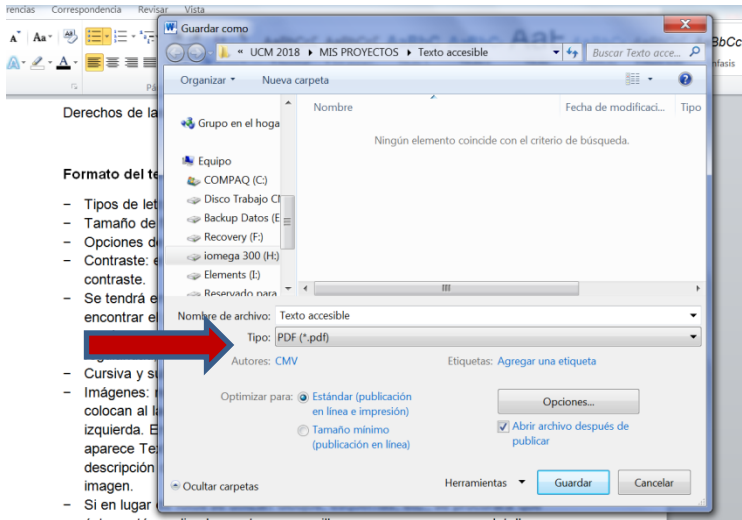 rencias Correspondencia Revisar Vista
Guardar como
A Aa
A A
BbCc
nfasis
Pá
« UCM 2018 MIS PROYECTOS Texto accesible
Buscar Texto acce...
Organizar Nueva carpeta
Nombre Fecha de modificaci... Tipo
Ningún elemento coincide con el criterio de búsqueda.
Grupo en el hoga
Equipo
COMPAQ (C:)
Disco Trabajo
Backup Datos (E
Recovery (F:)
iomega 300 (H:)
Elements (I:)
Reservado para
Nombre de archivo: Texto accesible
Tipo: PDF (*.pdf)
Autores: CMV Etiquetas: Agregar una etiqueta
Optimizar para: Estándar (publicación
en línea e impresión)
Tamaño mínimo
(publicación en línea)
Opciones...
Abrir archivo después de
publicar
Ocultar carpetas Herramientas Guardar Cancelar
Derechos de la
Formato del te
– Tipos de let
– Tamaño de
– Opciones d
– Contraste: e
contraste.
– Se tendrá e
encontrar el
– Cursiva y su
– Imágenes: n
colocan al la
izquierda. E
aparece Tex
descripción
imagen.
– Si en lugar